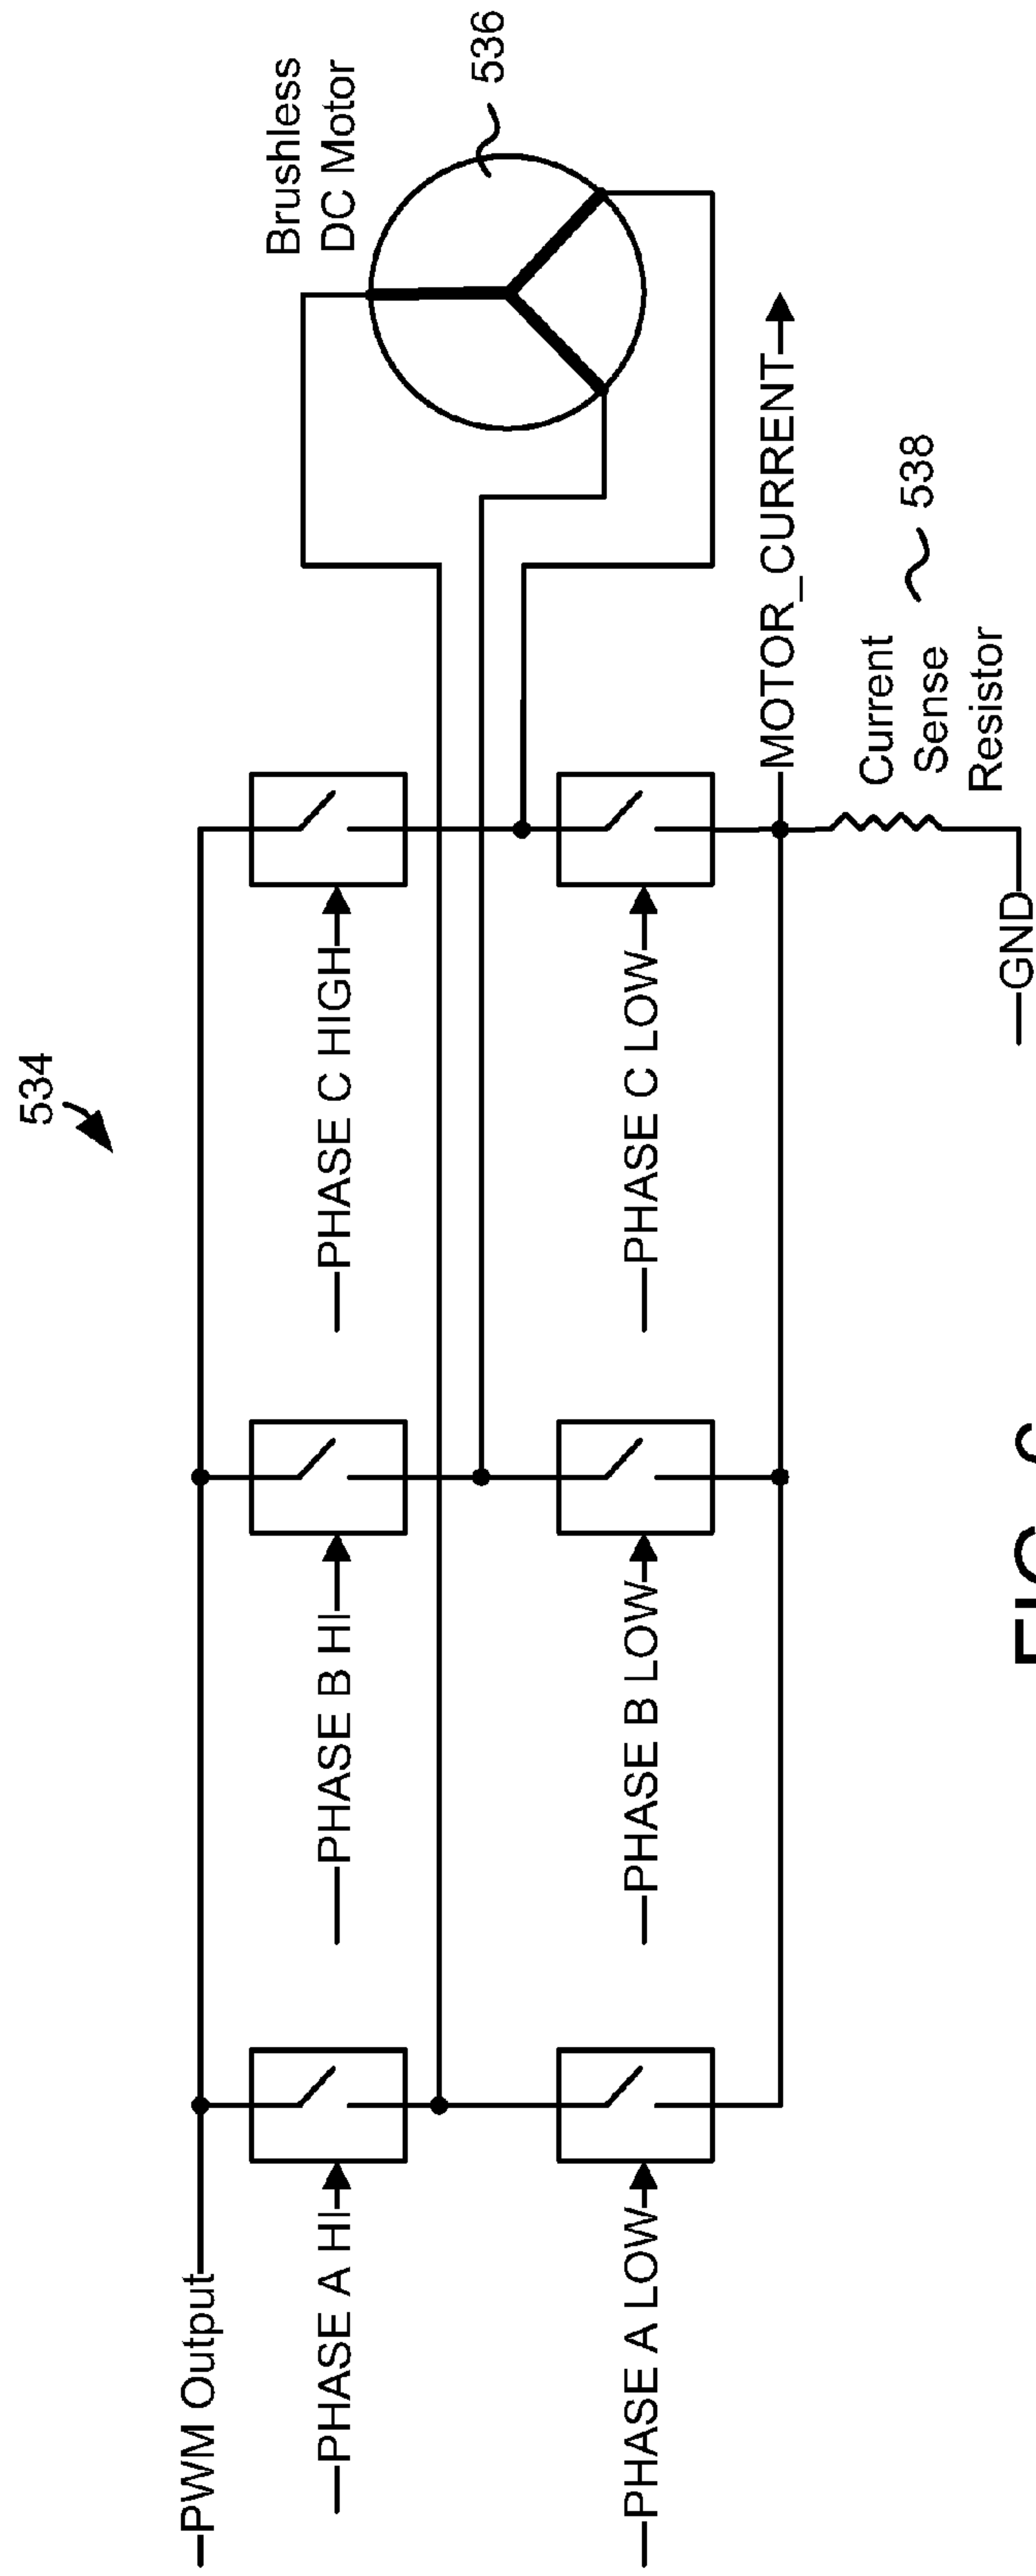 534
PWM Output
PHASE A HI
PHASE B HI
PHASE C HIGH
Brushless
DC Motor
536
PHASE A LOW
PHASE B LOW
PHASE C LOW
MOTOR_CURRENT
Current
Sense
Resistor
538
GND